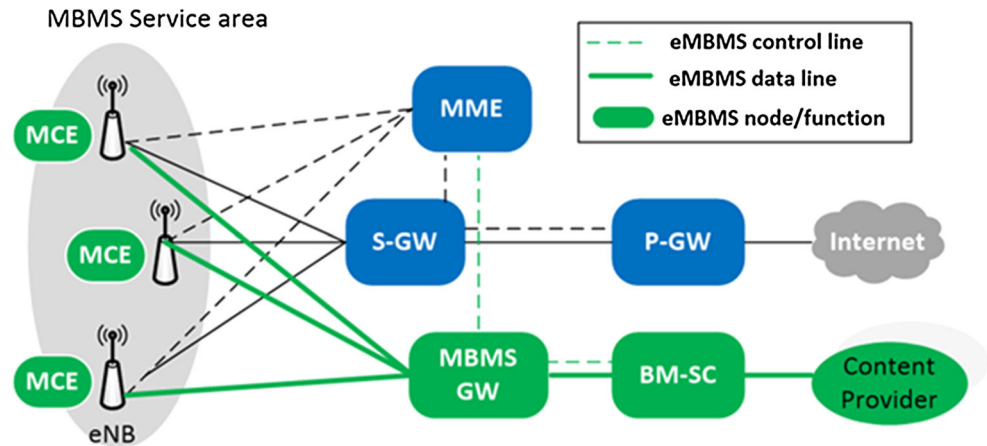 MBMS Service area
eMBMS control line
eMBMS data line
eMBMS node/function
MCE
MME
MCE
S-GW
P-GW
Internet
MCE
MBMS
GW
BM-SC
Content
Provider
eNB